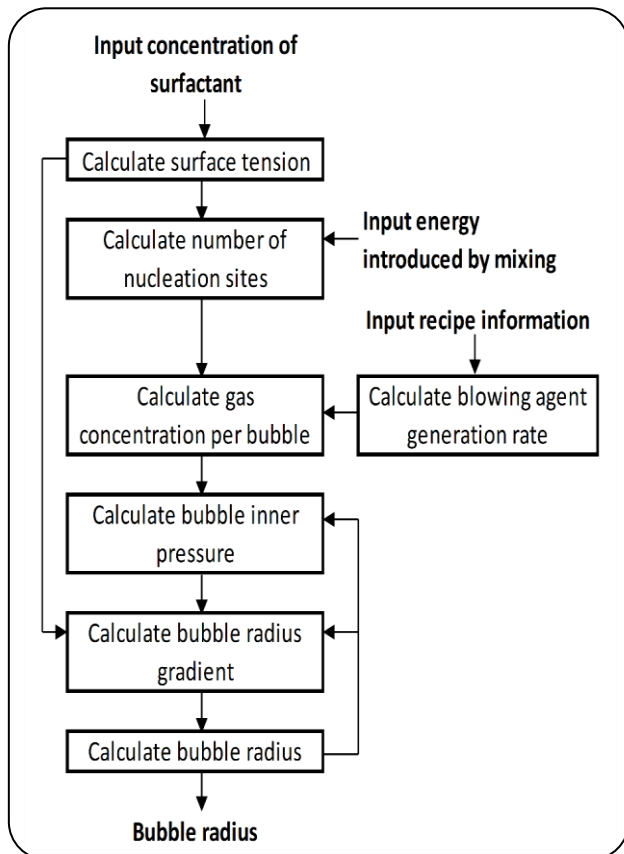 Input concentration of
surfactant
Calculate surface tension
Calculate number of
nucleation sites
Input energy
introduced by mixing
Input recipe information
Calculate gas
concentration per bubble
Calculate blowing agent
generation rate
Calculate bubble inner
pressure
Calculate bubble radius
gradient
Calculate bubble radius
Bubble radius